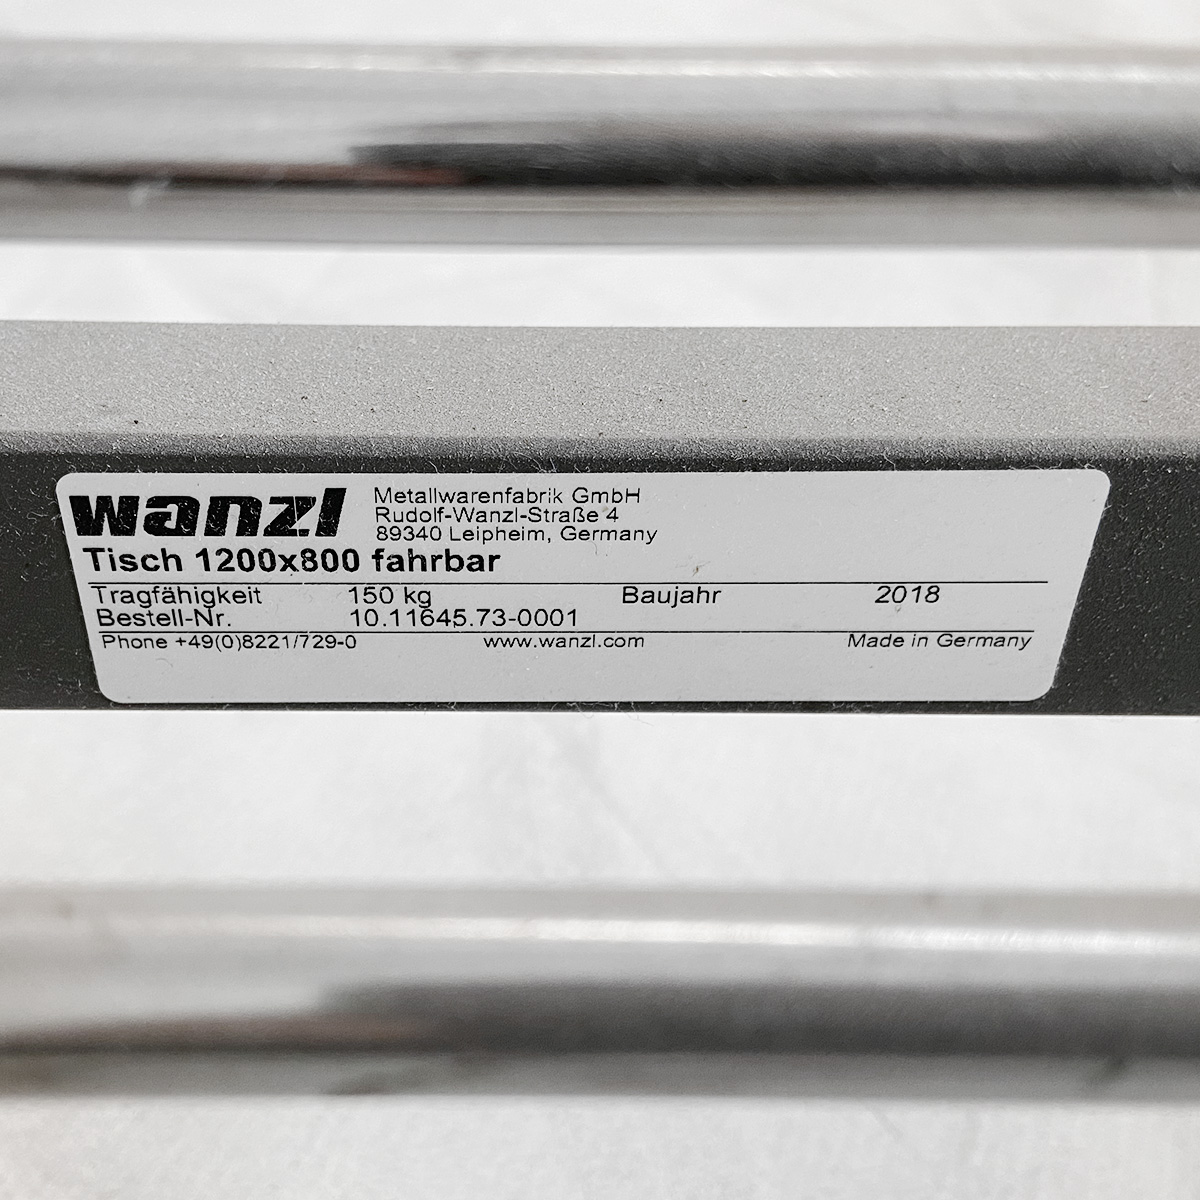 wanzl
Metallwarenfabrik GmbH
Rudolf-Wanzl-Straße 4
89340 Leipheim, Germany
Tisch 1200x800 fahrbar
Tragfähigkeit 150 kg Baujahr 2018
Bestell-Nr. 10.11645.73-0001
Phone +49(0)8221/729-0 www.wanzl.com Made in Germany